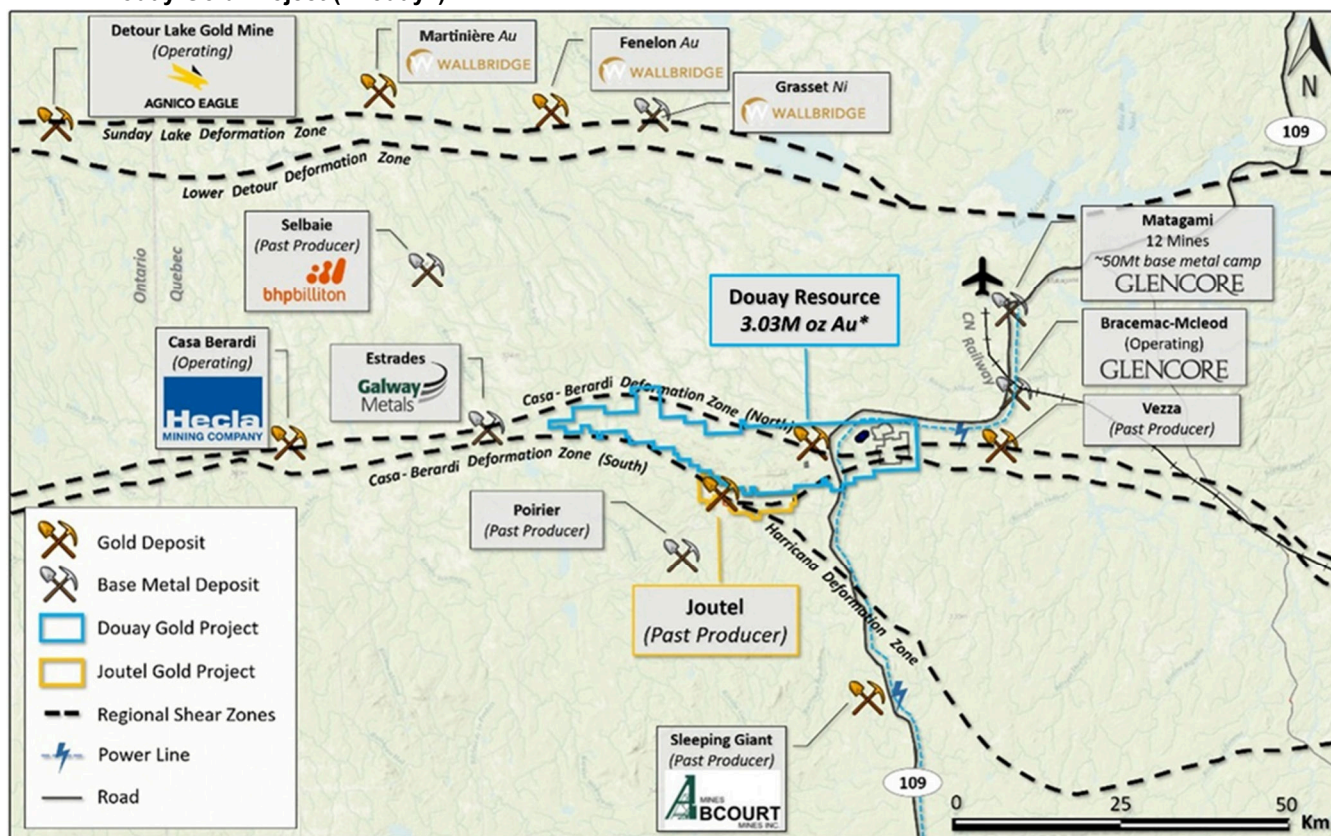 Detour Lake Gold Mine
(Operating)
AGNICO EAGLE
Martinière Au
WALLBRIDGE
Fenelon Au
WALLBRIDGE
Grasset Ni
WALLBRIDGE
N
109
Sunday Lake Deformation Zone
Lower Detour Deformation Zone
Ontario
Quebec
Selbaie
(Past Producer)
bhpbilliton
Matagami
12 Mines
~50Mt base metal camp
GLENCORE
Douay Resource
3.03M oz Au*
CN Railway
Bracemac-Mcleod
(Operating)
GLENCORE
Casa Berardi
(Operating)
Hecla
MINING COMPANY
Estrades
Galway
Metals
Casa - Berardi Deformation Zone (North)
Casa-Berardi Deformation Zone (South)
Vezza
(Past Producer)
Poirier
(Past Producer)
Harricana Deformation Zone
Joutel
(Past Producer)
Gold Deposit
Base Metal Deposit
Douay Gold Project
Joutel Gold Project
Regional Shear Zones
Power Line
Road
Sleeping Giant
(Past Producer)
MINES
ABCOURT
MINES INC.
109
0 25 50
Km